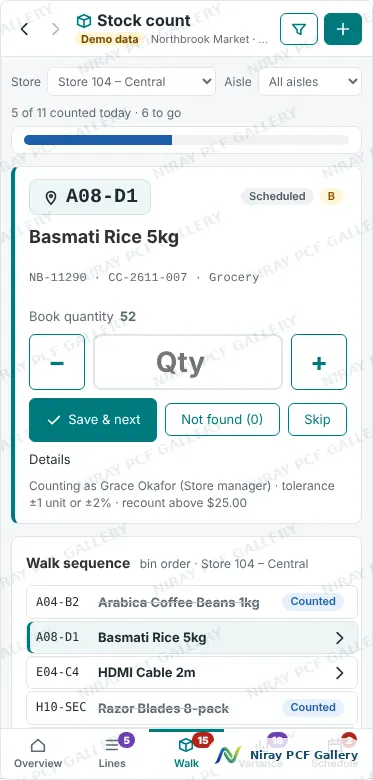 Stock count
Demo data Northbrook Market · ...
Store Store 104 – Central Aisle All aisles
5 of 11 counted today · 6 to go
A08-D1 Scheduled B
Basmati Rice 5kg
NB-11290 · CC-2611-007 · Grocery
Book quantity 52
− Qty +
Save & next Not found (0) Skip
Details
Counting as Grace Okafor (Store manager) · tolerance
±1 unit or ±2% · recount above $25.00
Walk sequence bin order · Store 104 – Central
A04-B2 Arabica Coffee Beans 1kg Counted
A08-D1 Basmati Rice 5kg
E04-C4 HDMI Cable 2m
H10-SEC Razor Blades 8-pack Counted
5 15
Overview Lines Walk Variance Schedule
Niray PCF Gallery
NIRAY PCF GALLERY